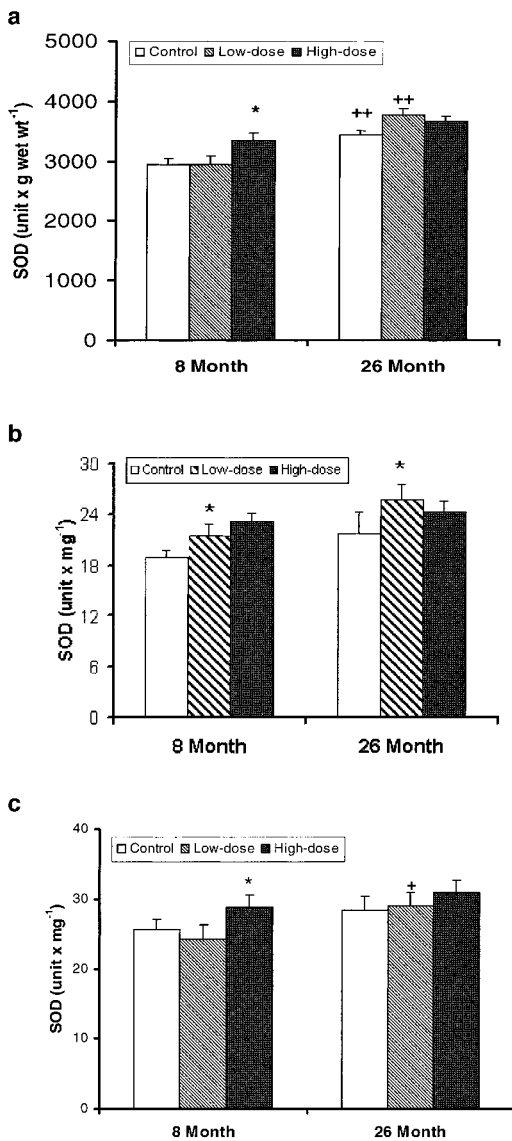 a
5000
Control Low-dose High-dose
4000
3000
2000
1000
0
SOD (unit x g wet wt⁻¹)
*
++
++
8 Month
26 Month
b
30
Control Low-dose High-dose
24
18
12
6
0
SOD (unit x mg⁻¹)
*
*
8 Month
26 Month
c
40
Control Low-dose High-dose
30
20
10
0
SOD (unit x mg⁻¹)
*
+
8 Month
26 Month